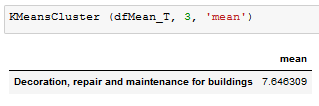 KMeansCluster (dfMean_T, 3, 'mean')
mean
Decoration, repair and maintenance for buildings 7.646309